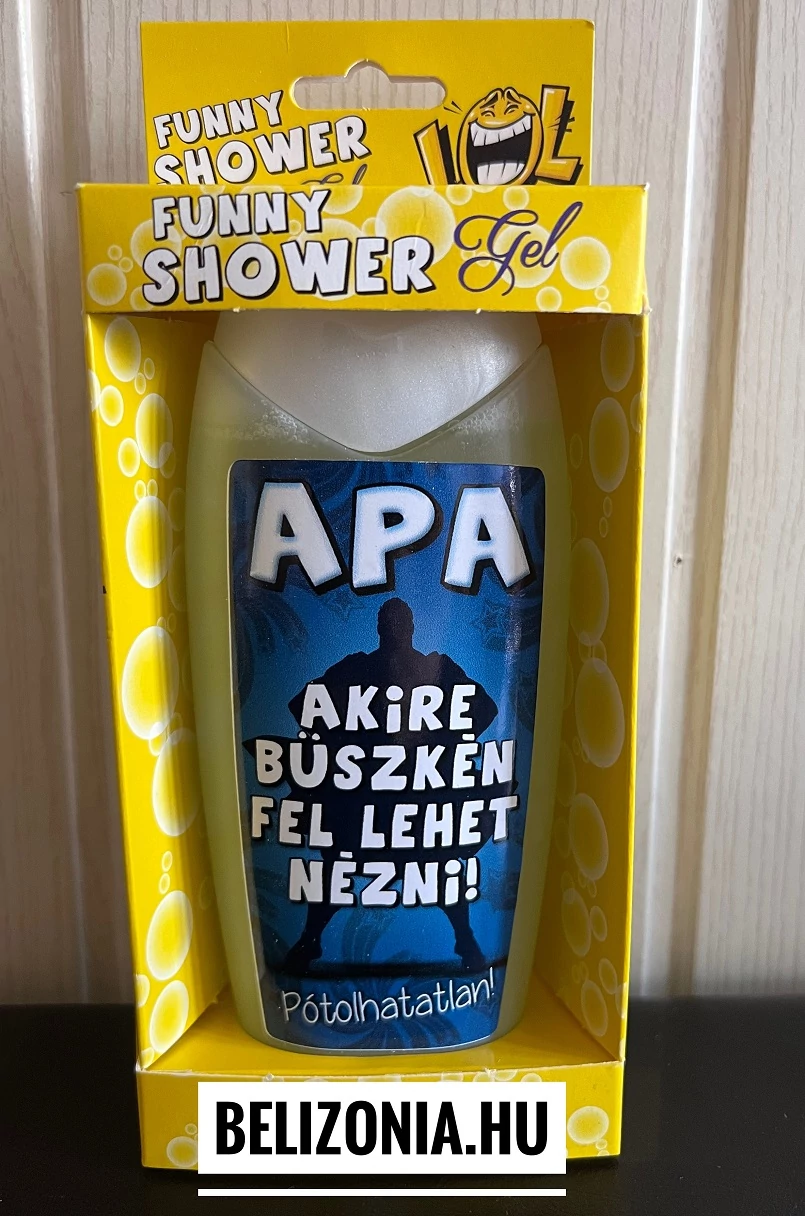 FUNNY
SHOWER
LOL
FUNNY
SHOWER Gel
APA
AKiRE
BÜSZKÉN
FEL LEHET
NÉZNi!
Pótolhatatlan!
BELIZONIA.HU